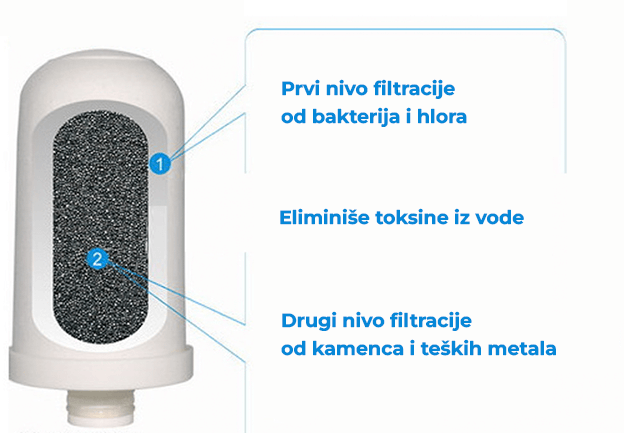 Prvi nivo filtracije
od bakterija i hlora
1
Eliminiše toksine iz vode
2
Drugi nivo filtracije
od kamenca i teških metala